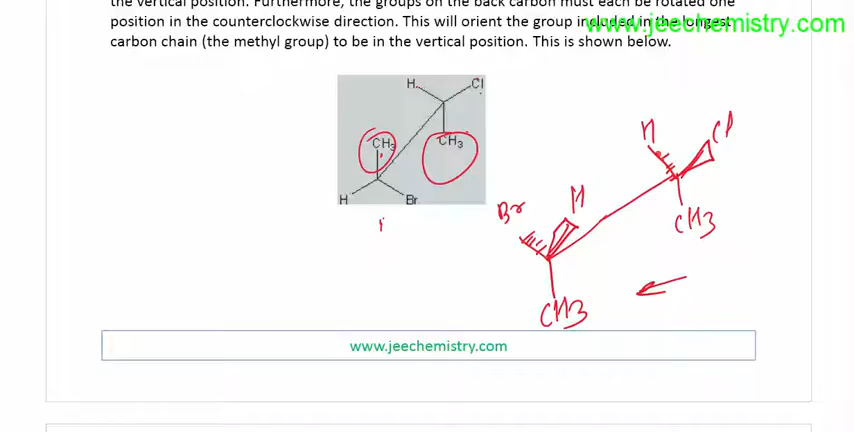 the vertical position. Furthermore, the groups on the back carbon must each be rotated one
position in the counterclockwise direction. This will orient the group included in the longest
www.jeechemistry.com
carbon chain (the methyl group) to be in the vertical position. This is shown below.
H Cl
CH3 CH3
H Br
H Cl
CH3
Br H
CH3
www.jeechemistry.com